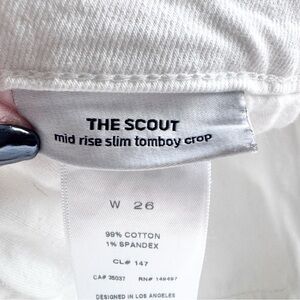 THE SCOUT
mid rise slim tomboy crop
W 26
99% COTTON
1% SPANDEX
CL# 147
CA# 35037 RN# 149497
DESIGNED IN LOS ANGELES